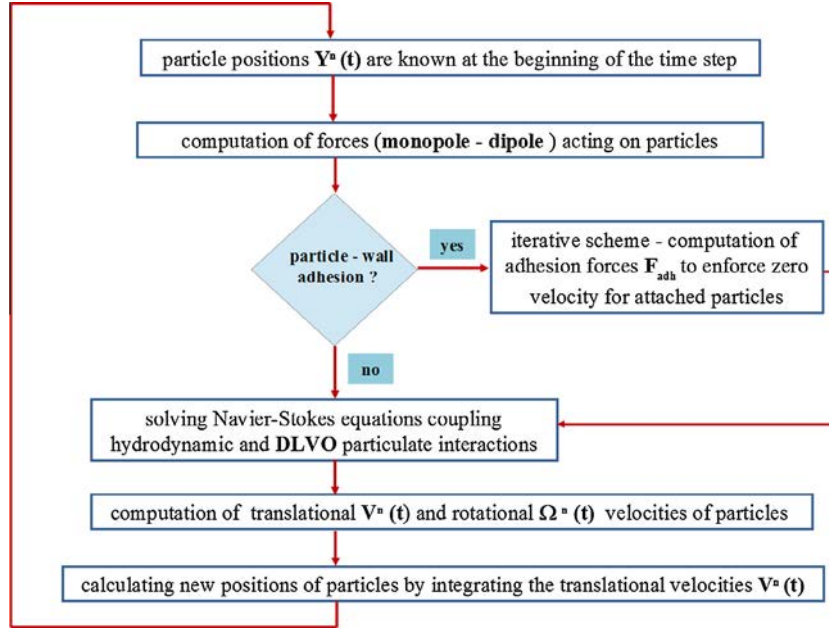 particle positions Yⁿ (t) are known at the beginning of the time step
computation of forces (monopole - dipole ) acting on particles
particle - wall
adhesion ?
yes
iterative scheme - computation of
adhesion forces F_adh to enforce zero
velocity for attached particles
no
solving Navier-Stokes equations coupling
hydrodynamic and DLVO particulate interactions
computation of translational Vⁿ (t) and rotational Ω ⁿ (t) velocities of particles
calculating new positions of particles by integrating the translational velocities Vⁿ (t)